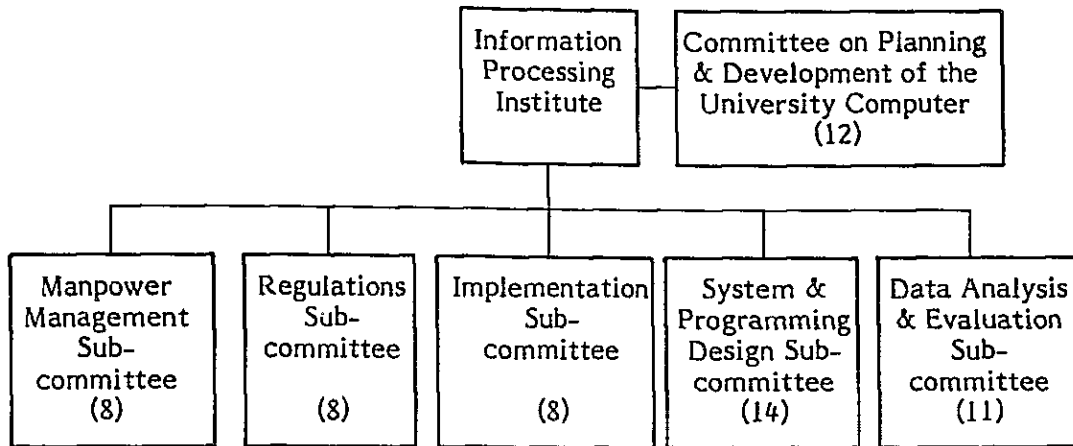 Information
Processing
Institute
Committee on Planning
& Development of the
University Computer
(12)
Manpower
Management
Sub-
committee
(8)
Regulations
Sub-
committee
(8)
Implementation
Sub-
committee
(8)
System &
Programming
Design Sub-
committee
(14)
Data Analysis
& Evaluation
Sub-
committee
(11)